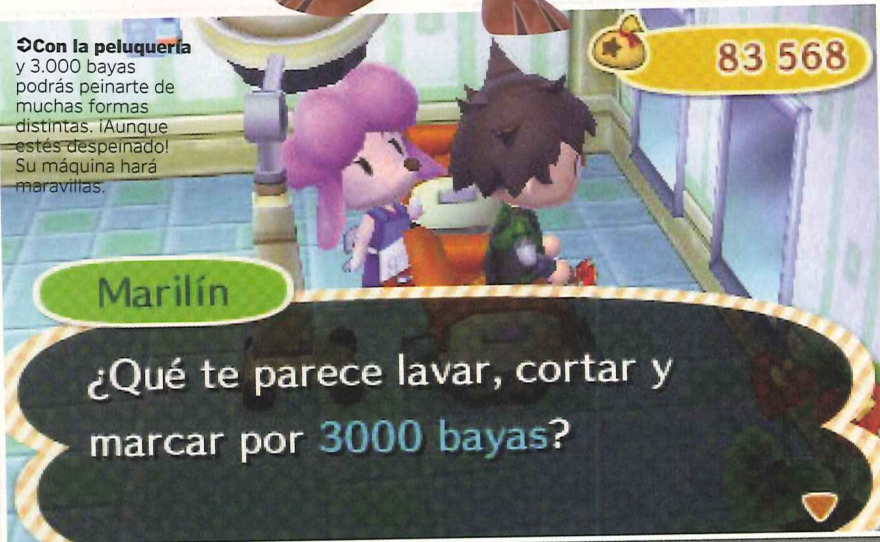 ➲Con la peluquería
y 3.000 bayas
podrás peinarte de
muchas formas
distintas. ¡Aunque
estés despeinado!
Su máquina hará
maravillas.
83 568
Marilín
¿Qué te parece lavar, cortar y
marcar por 3000 bayas?